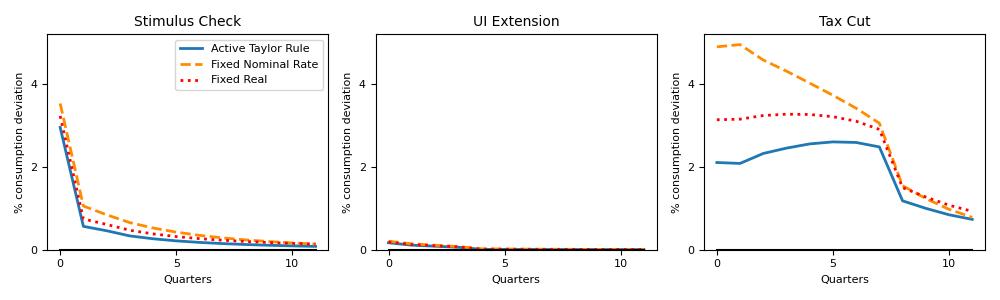 Stimulus Check
% consumption deviation
4
2
0
0
5
10
Quarters
Active Taylor Rule
Fixed Nominal Rate
Fixed Real
UI Extension
% consumption deviation
4
2
0
0
5
10
Quarters
Tax Cut
% consumption deviation
4
2
0
0
5
10
Quarters